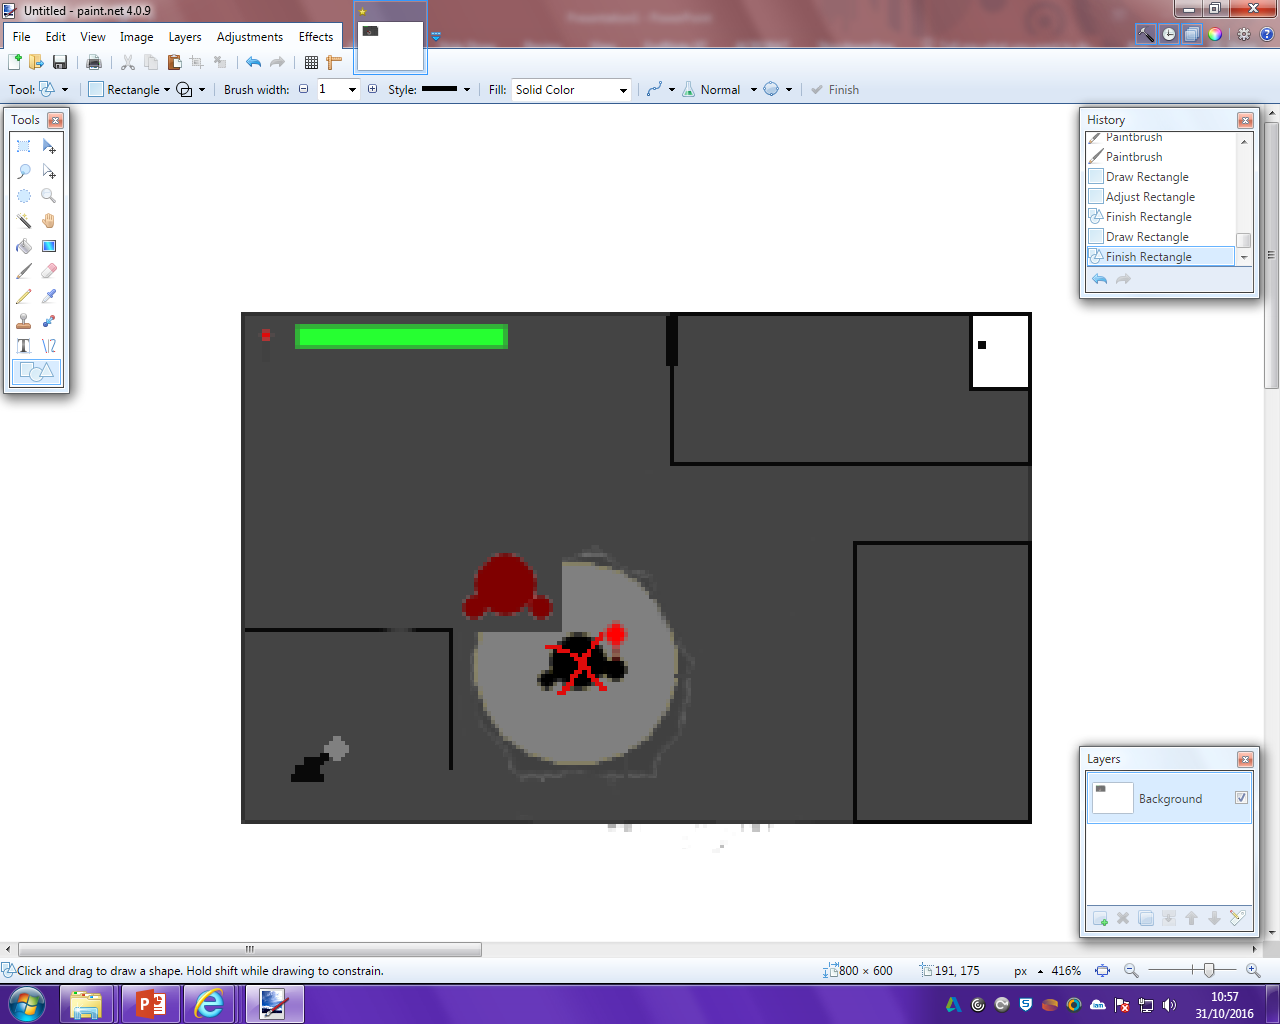 Untitled - paint.net 4.0.9
File Edit View Image Layers Adjustments Effects
Tool: Rectangle Brush width: 1 Style: Fill: Solid Color Normal Finish
Tools
History
Paintbrush
Paintbrush
Draw Rectangle
Adjust Rectangle
Finish Rectangle
Draw Rectangle
Finish Rectangle
Layers
Background
Click and drag to draw a shape. Hold shift while drawing to constrain.
800 × 600
191, 175
px
416%
10:57
31/10/2016